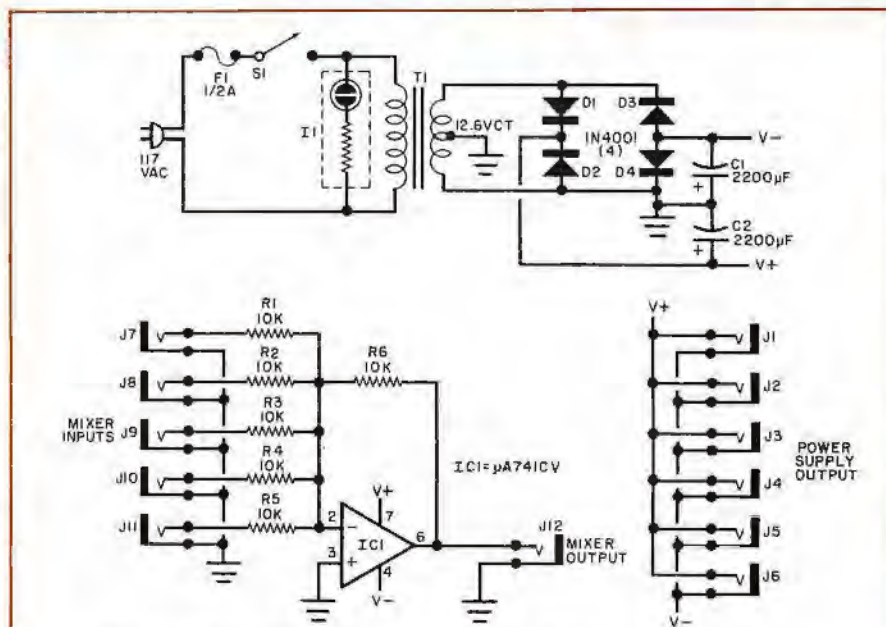 F1
1/2A
S1
I1
T1
117
VAC
12.6VCT
D1
D3
1N4001
(4)
D2
D4
V-
C1
2200µF
+
C2
2200µF
+
V+
R1
10K
J7
R2
10K
J8
R6
10K
R3
10K
MIXER
INPUTS
J9
R4
10K
J10
R5
10K
J11
IC1=µA741CV
V+
2
-
7
IC1
6
3
+
4
V-
J12
MIXER
OUTPUT
V+
J1
J2
J3
POWER
SUPPLY
OUTPUT
J4
J5
J6
V-